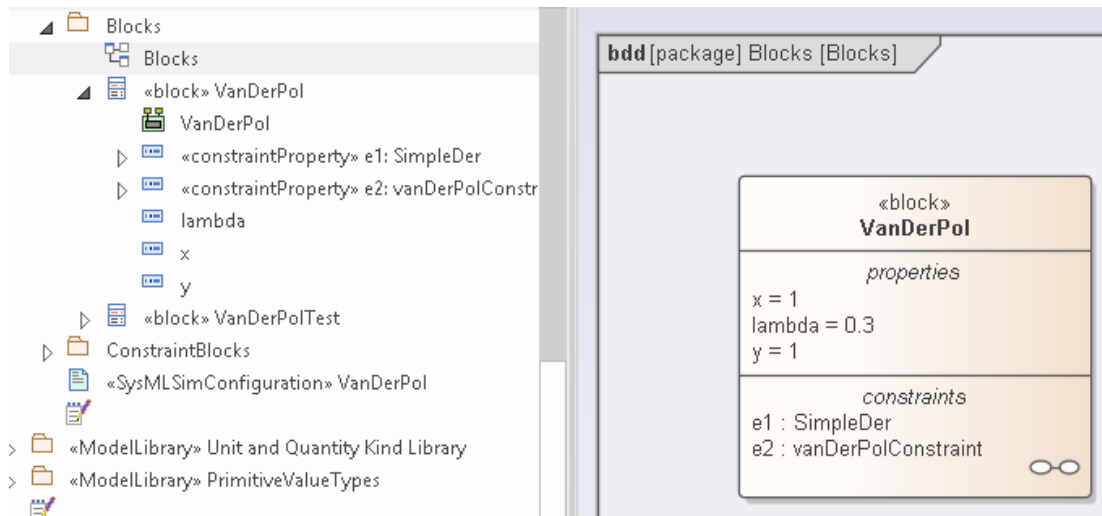 Blocks
Blocks
«block» VanDerPol
VanDerPol
«constraintProperty» e1: SimpleDer
«constraintProperty» e2: vanDerPolConstr
lambda
x
y
«block» VanDerPolTest
ConstraintBlocks
«SysMLSimConfiguration» VanDerPol
«ModelLibrary» Unit and Quantity Kind Library
«ModelLibrary» PrimitiveValueTypes
bdd [package] Blocks [Blocks]
«block»
VanDerPol
properties
x = 1
lambda = 0.3
y = 1
constraints
e1 : SimpleDer
e2 : vanDerPolConstraint